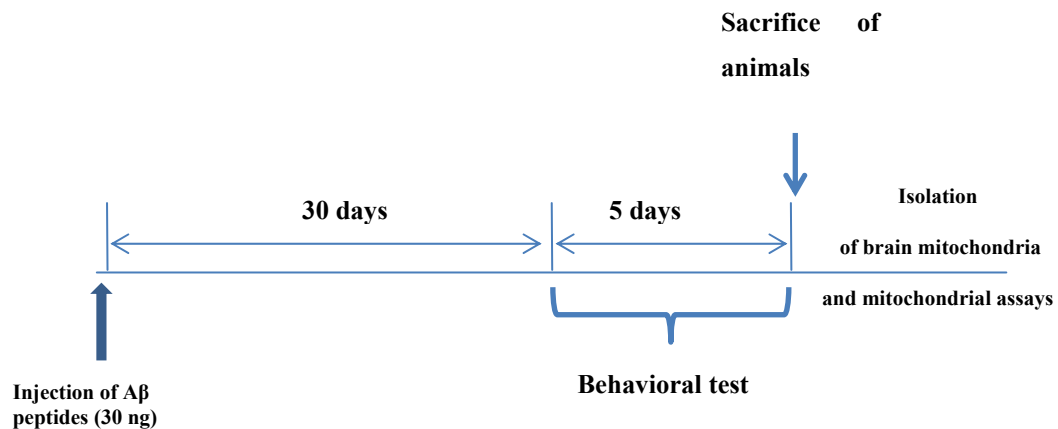 Sacrifice of
animals
30 days
5 days
Isolation
of brain mitochondria
and mitochondrial assays
Injection of Aβ
peptides (30 ng)
Behavioral test